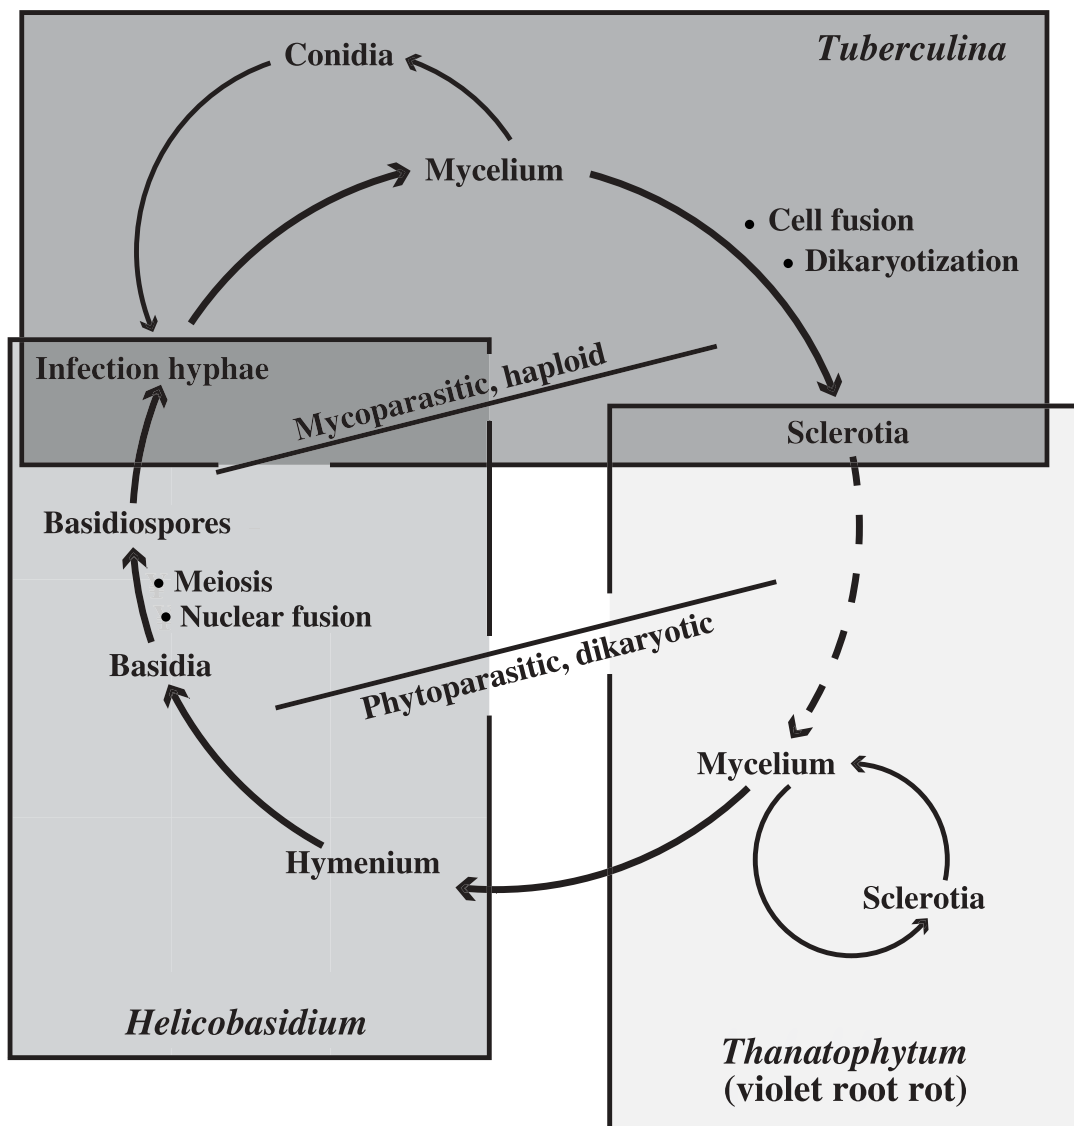 Conidia
Tuberculina
Mycelium
• Cell fusion
• Dikaryotization
Infection hyphae
Mycoparasitic, haploid
Sclerotia
Basidiospores
• Meiosis
• Nuclear fusion
Basidia
Phytoparasitic, dikaryotic
Mycelium
Hymenium
Sclerotia
Helicobasidium
Thanatophytum
(violet root rot)